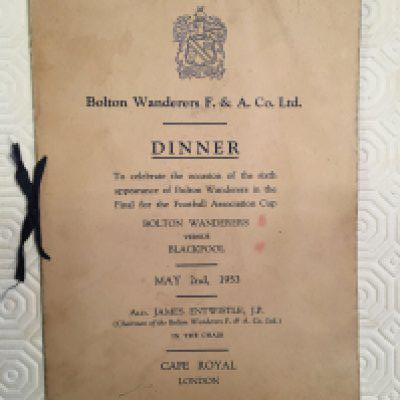 Bolton Wanderers F. & A. Co. Ltd.
DINNER
To celebrate the occasion of the sixth
appearance of Bolton Wanderers in the
Final for the Football Association Cup
BOLTON WANDERERS
VERSUS
BLACKPOOL
MAY 2nd, 1953
ALD. JAMES ENTWISTLE, J.P.
(Chairman of the Bolton Wanderers F. & A. Co. Ltd.)
IN THE CHAIR
CAFE ROYAL
LONDON